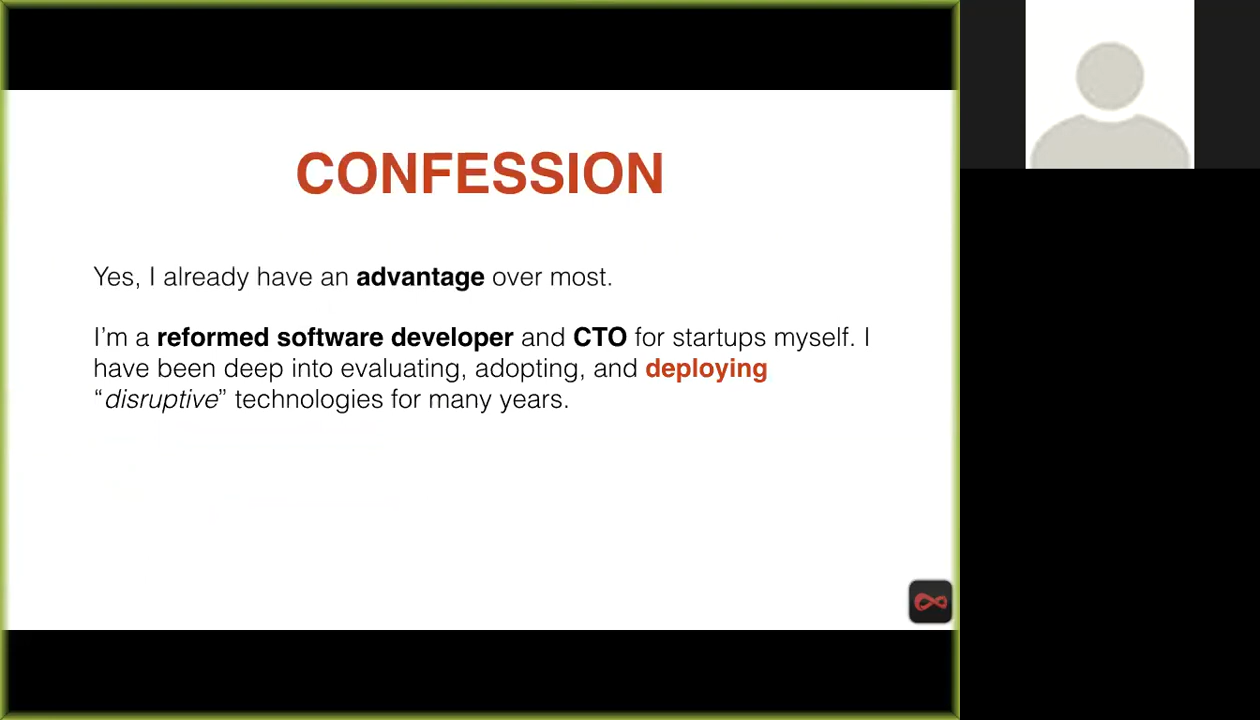 CONFESSION
Yes, I already have an advantage over most.
I'm a reformed software developer and CTO for startups myself. I
have been deep into evaluating, adopting, and deploying
“disruptive” technologies for many years.